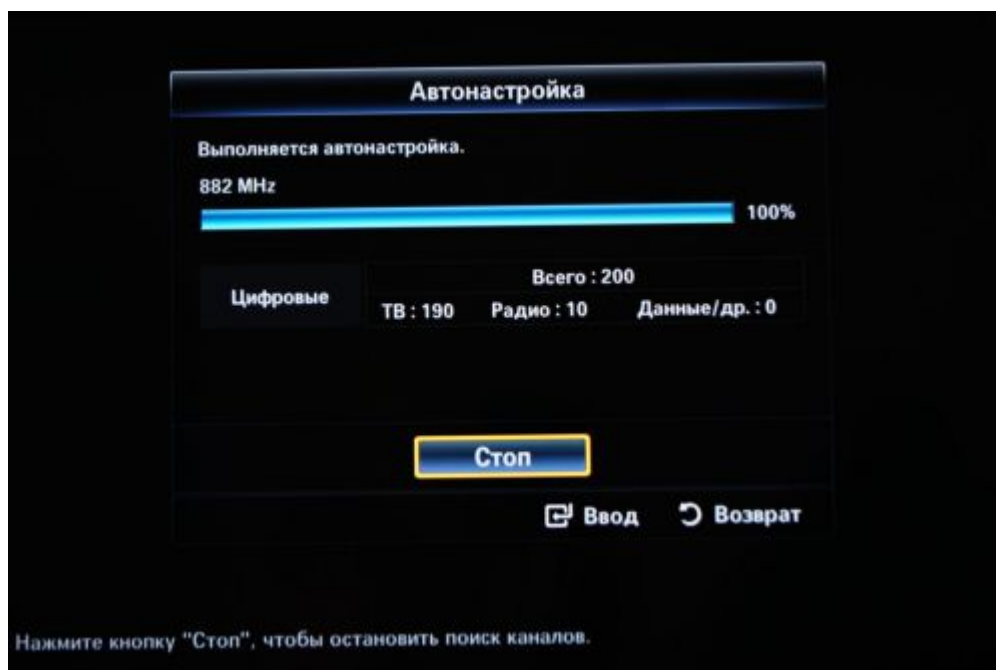 Автонастройка
Выполняется автонастройка.
882 MHz
100%
Цифровые
Всего : 200
ТВ : 190 Радио : 10 Данные/др. : 0
Стоп
Ввод Возврат
Нажмите кнопку "Стоп", чтобы остановить поиск каналов.